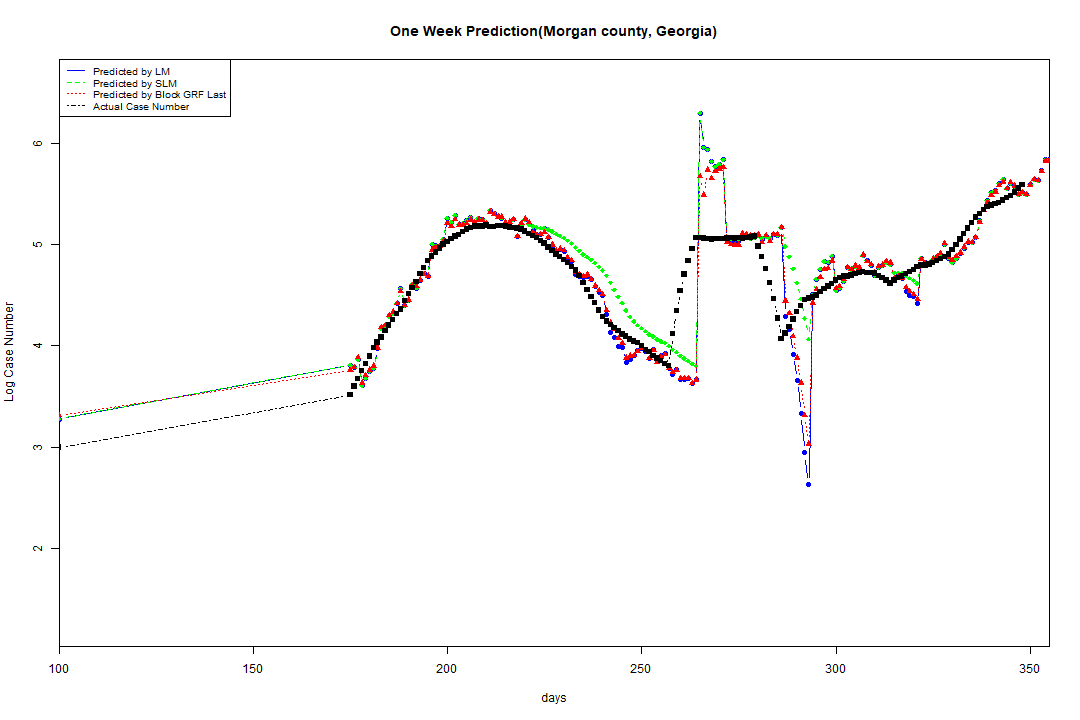 One Week Prediction(Morgan county, Georgia)
Predicted by LM
Predicted by SLM
Predicted by Block GRF Last
Actual Case Number
Log Case Number
6
5
4
3
2
100 150 200 250 300 350
days